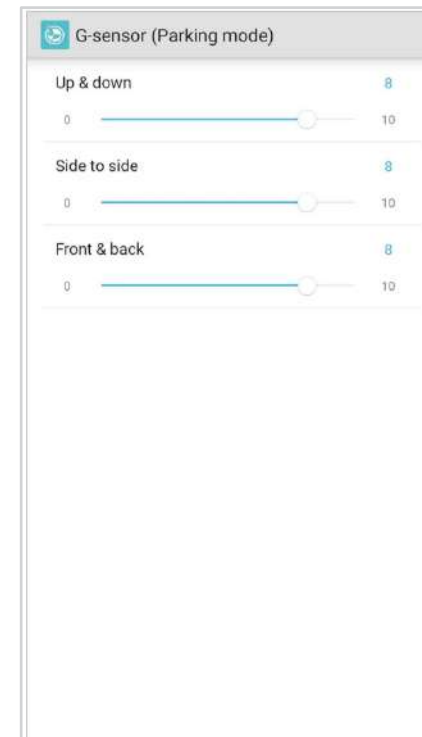 G-sensor (Parking mode)
Up & down 8
0 10
Side to side 8
0 10
Front & back 8
0 10